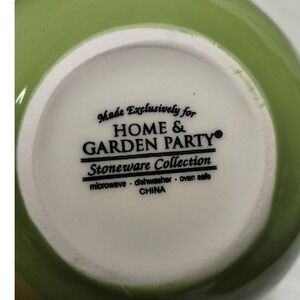 Made Exclusively for
HOME &
GARDEN PARTY®
Stoneware Collection
microwave · dishwasher · oven safe
CHINA